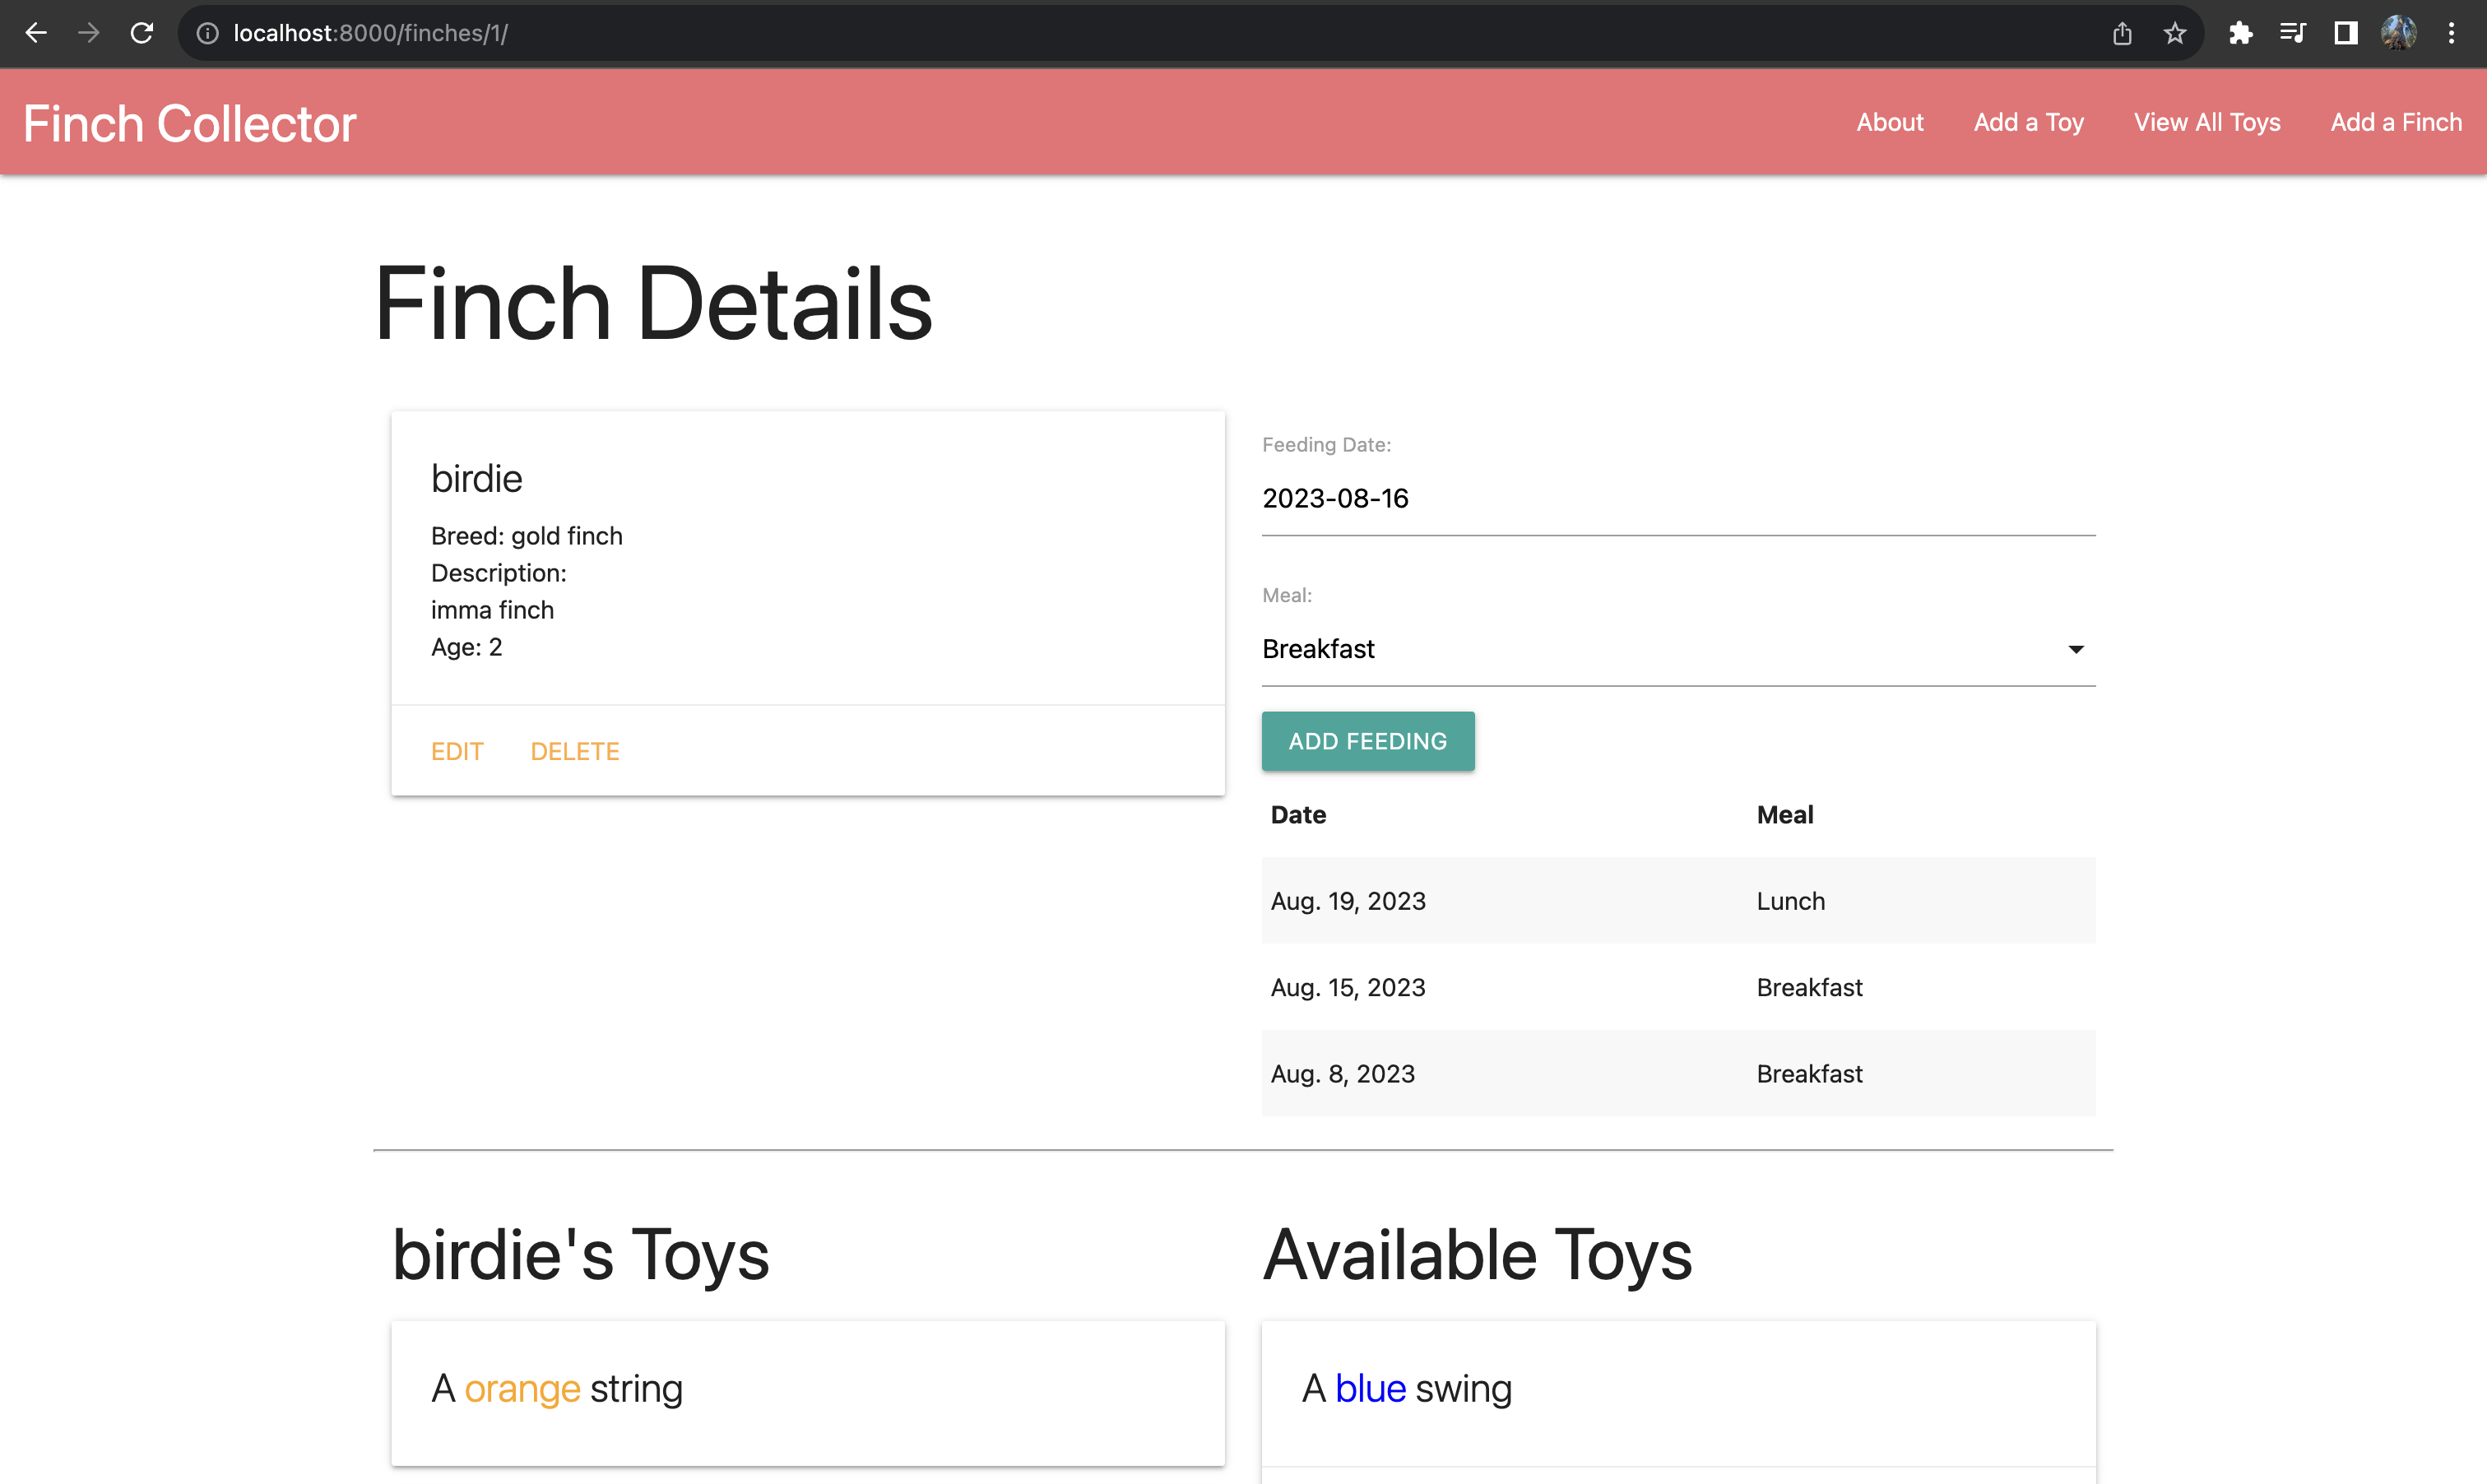 localhost:8000/finches/1/
Finch Collector
About
Add a Toy
View All Toys
Add a Finch
Finch Details
birdie
Breed: gold finch
Description:
imma finch
Age: 2
EDIT
DELETE
Feeding Date:
2023-08-16
Meal:
Breakfast
ADD FEEDING
Date Meal
Aug. 19, 2023 Lunch
Aug. 15, 2023 Breakfast
Aug. 8, 2023 Breakfast
birdie's Toys
A orange string
Available Toys
A blue swing